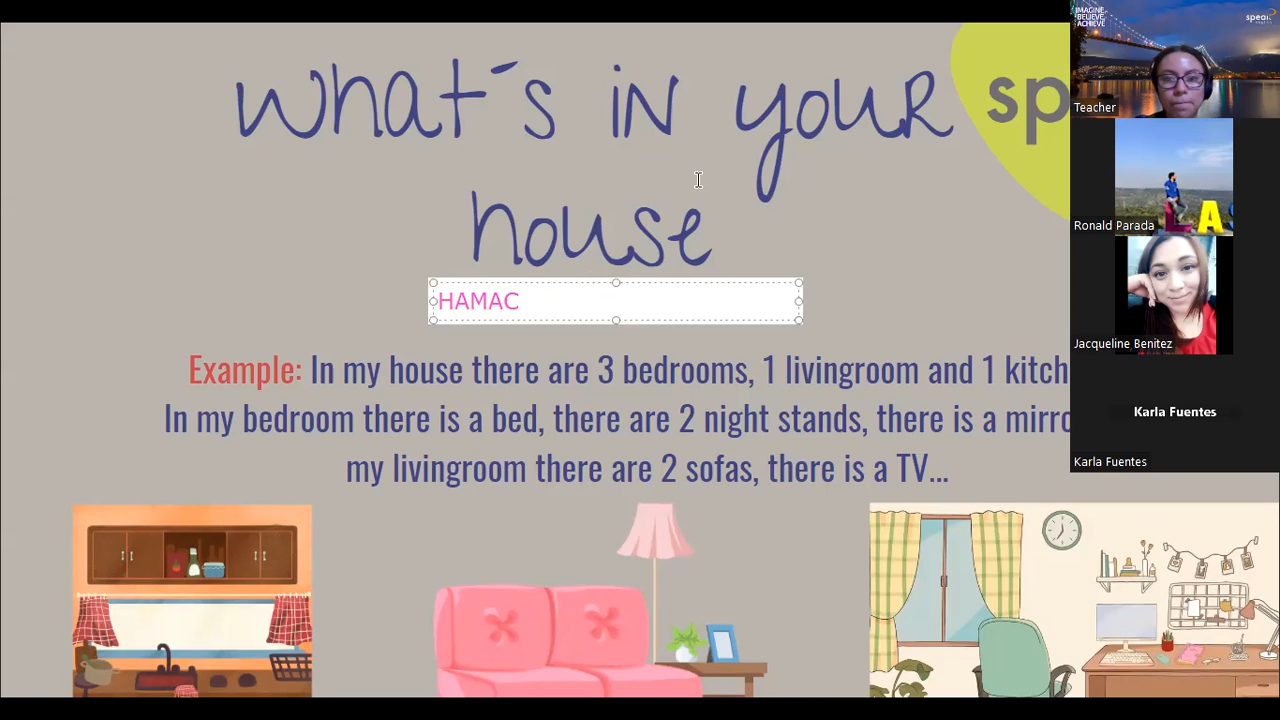 What´s in your
house
sp
HAMAC
Example: In my house there are 3 bedrooms, 1 livingroom and 1 kitch
In my bedroom there is a bed, there are 2 night stands, there is a mirro
my livingroom there are 2 sofas, there is a TV...
IMAGINE
BELIEVE
ACHIEVE
speak
Teacher
Ronald Parada
LAS
Jacqueline Benitez
Karla Fuentes
Karla Fuentes